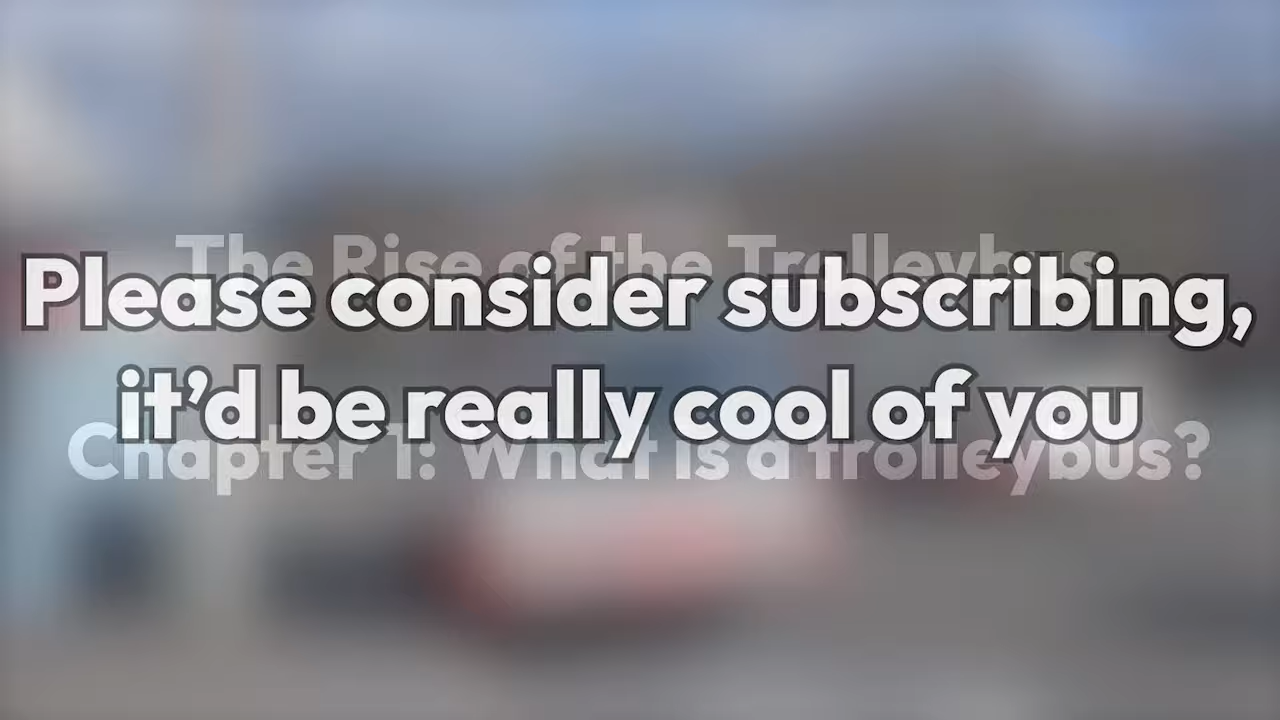 The Rise of the Trolleybus
Please consider subscribing,
it’d be really cool of you
Chapter 1: What is a trolleybus?